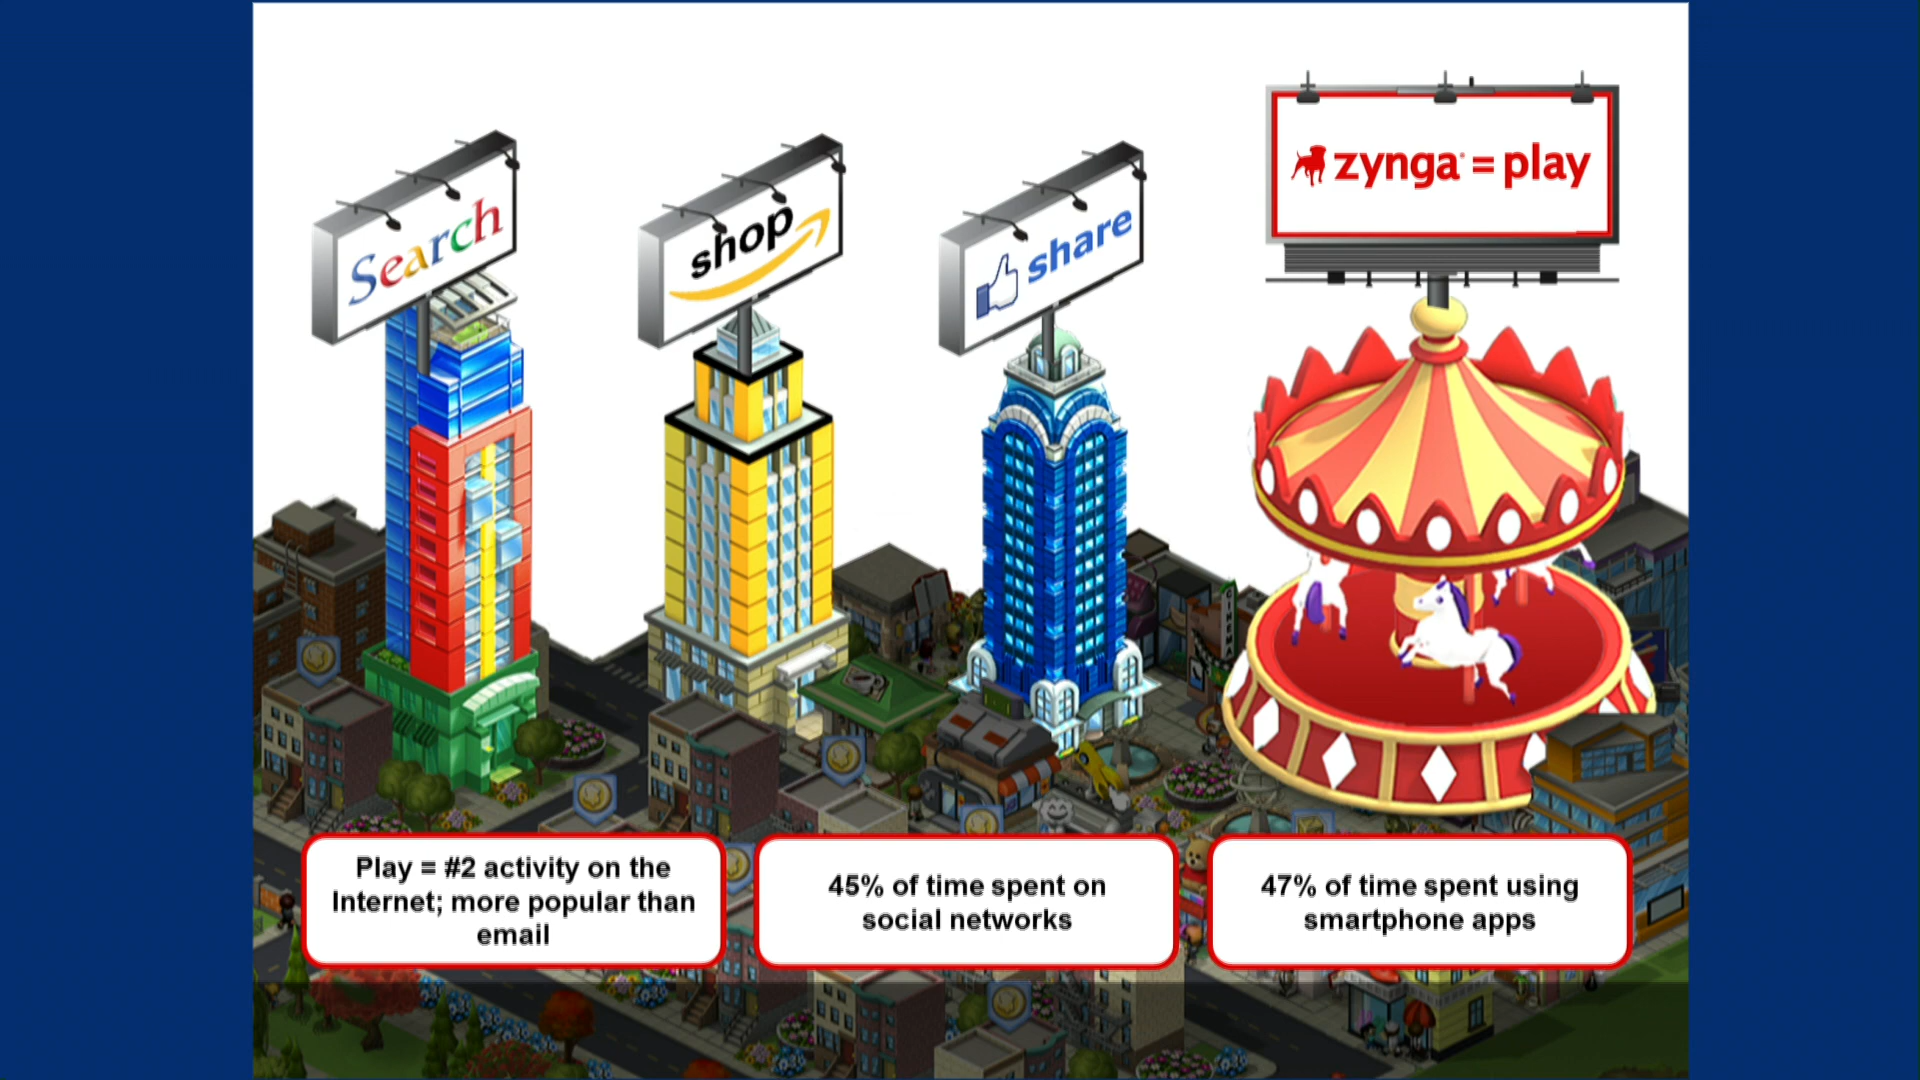 Search
shop
share
zynga = play
Play = #2 activity on the
Internet; more popular than
email
45% of time spent on
social networks
47% of time spent using
smartphone apps